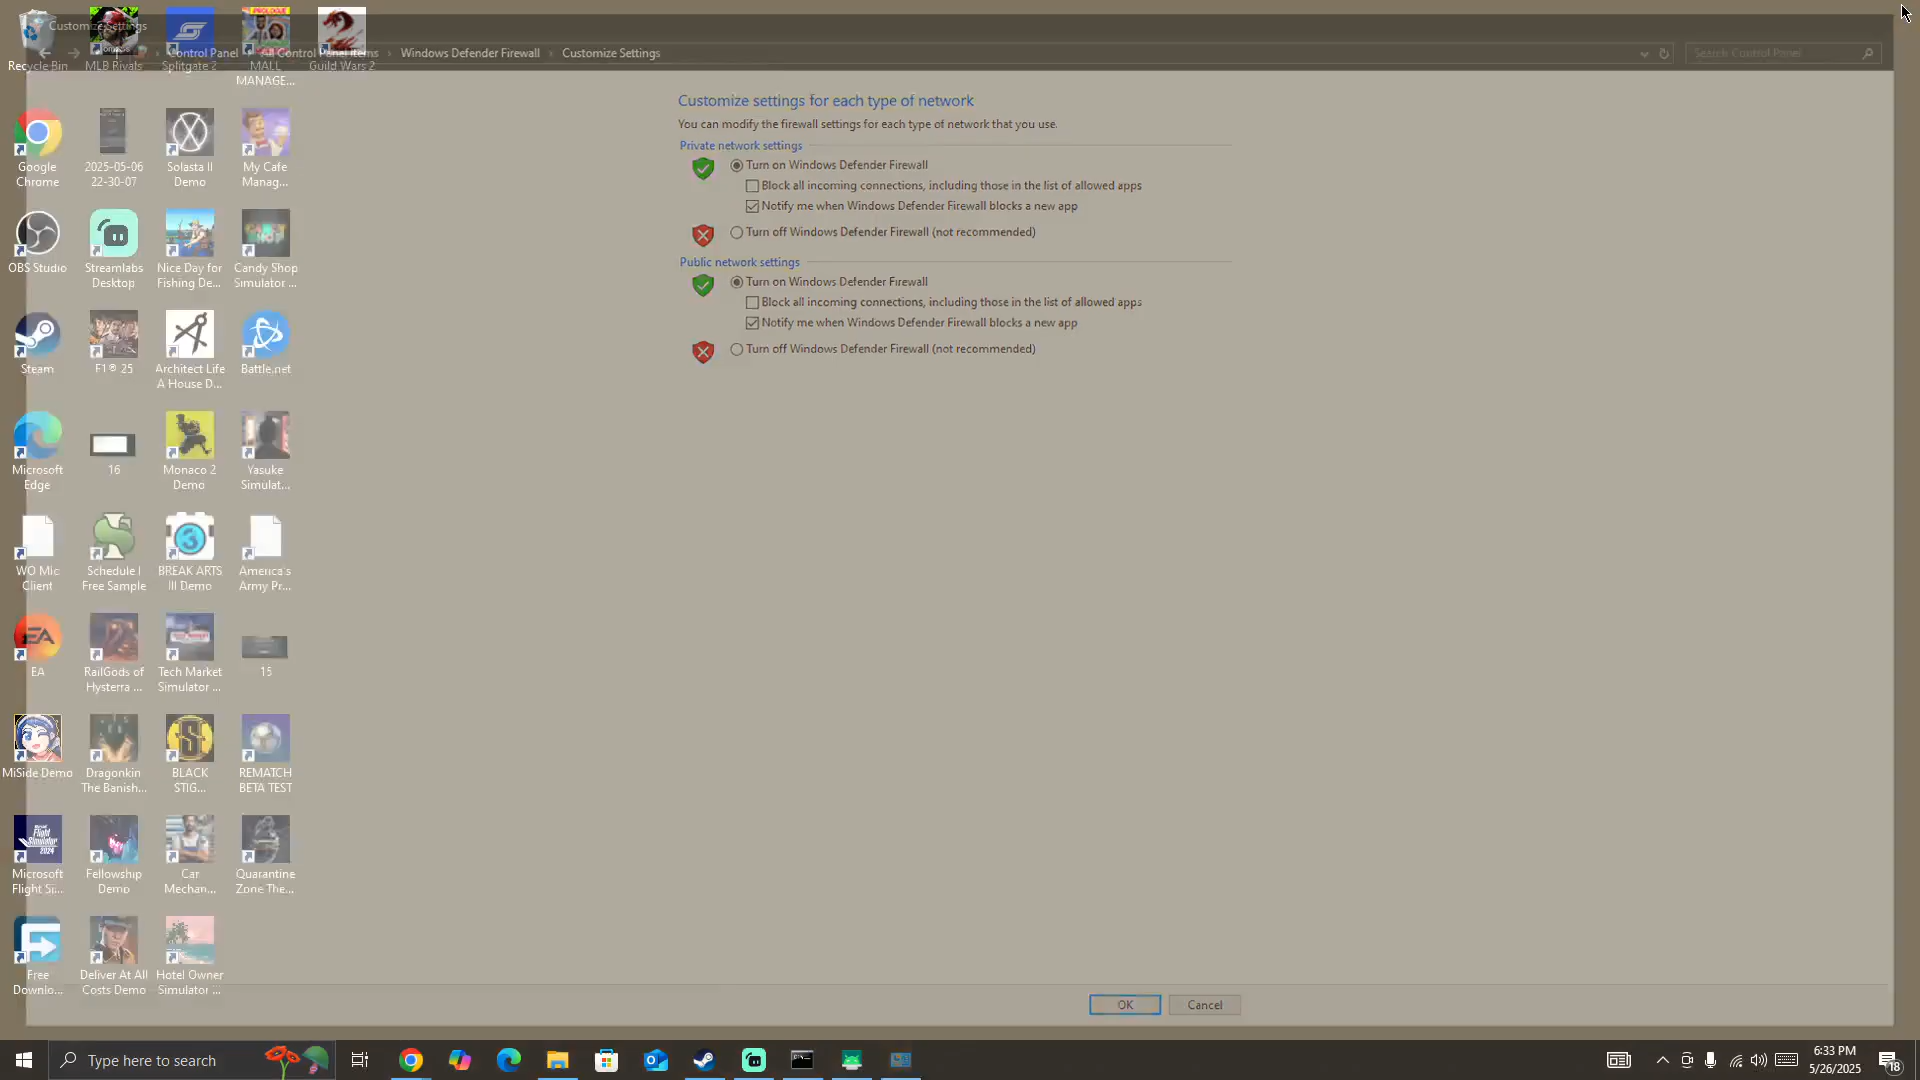 Customize Settings
Control Panel
All Control Panel Items
Windows Defender Firewall
Customize Settings
Search Control Panel
Recycle Bin
MLB Rivals
Splitgate 2
MALL
MANAGE...
Guild Wars 2
Customize settings for each type of network
You can modify the firewall settings for each type of network that you use.
Private network settings
Turn on Windows Defender Firewall
Block all incoming connections, including those in the list of allowed apps
Notify me when Windows Defender Firewall blocks a new app
Turn off Windows Defender Firewall (not recommended)
Public network settings
Turn on Windows Defender Firewall
Block all incoming connections, including those in the list of allowed apps
Notify me when Windows Defender Firewall blocks a new app
Turn off Windows Defender Firewall (not recommended)
Google
Chrome
2025-05-06
22-30-07
Solasta II
Demo
My Cafe
Manag...
OBS Studio
Streamlabs
Desktop
Nice Day for
Fishing De...
Candy Shop
Simulator ...
Steam
F1® 25
Architect Life
A House D...
Battle.net
Microsoft
Edge
16
Monaco 2
Demo
Yasuke
Simulat...
WO Mic
Client
Schedule I
Free Sample
BREAK ARTS
III Demo
America's
Army Pr...
EA
RailGods of
Hysterra ...
Tech Market
Simulator ...
15
MiSide Demo
Dragonkin
The Banish...
BLACK
STIG...
REMATCH
BETA TEST
Microsoft
Flight Si...
Fellowship
Demo
Car
Mechan...
Quarantine
Zone The...
Free
Downlo...
Deliver At All
Costs Demo
Hotel Owner
Simulator ...
OK
Cancel
Type here to search
6:33 PM
5/26/2025
18